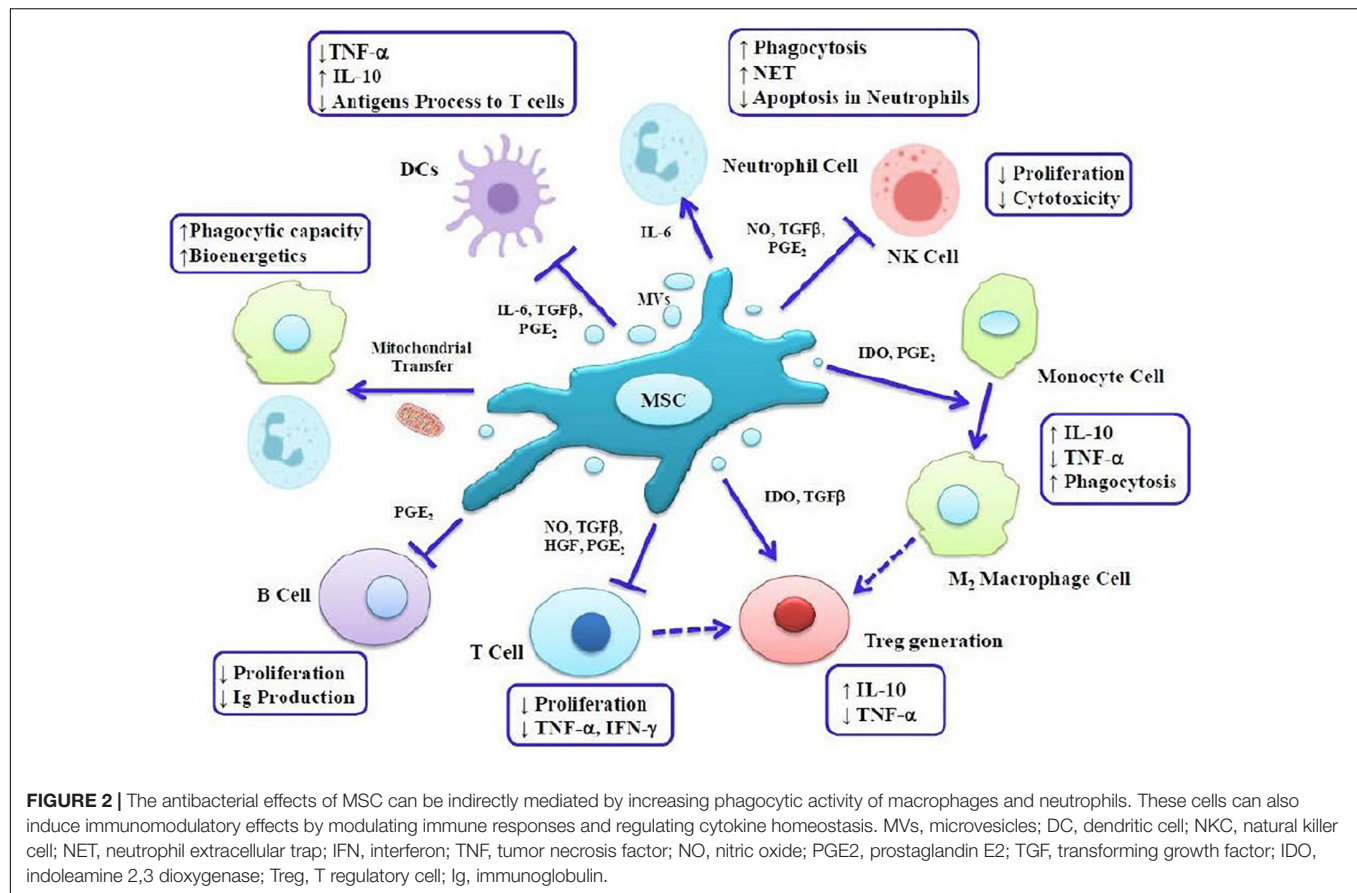 ↓TNF-α
↑ IL-10
↓ Antigens Process to T cells
↑ Phagocytosis
↑ NET
↓ Apoptosis in Neutrophils
DCs
Neutrophil Cell
↓ Proliferation
↓ Cytotoxicity
↑Phagocytic capacity
↑Bioenergetics
IL-6
NO, TGFβ,
PGE₂
NK Cell
MVs
IL-6, TGFβ,
PGE₂
Mitochondrial
Transfer
IDO, PGE₂
Monocyte Cell
MSC
↑ IL-10
↓ TNF-α
↑ Phagocytosis
IDO, TGFβ
PGE₂
NO, TGFβ,
HGF, PGE₂
M₂ Macrophage Cell
B Cell
T Cell
Treg generation
↓ Proliferation
↓ Ig Production
↓ Proliferation
↓ TNF-α, IFN-γ
↑ IL-10
↓ TNF-α
FIGURE 2 | The antibacterial effects of MSC can be indirectly mediated by increasing phagocytic activity of macrophages and neutrophils. These cells can also
induce immunomodulatory effects by modulating immune responses and regulating cytokine homeostasis. MVs, microvesicles; DC, dendritic cell; NKC, natural killer
cell; NET, neutrophil extracellular trap; IFN, interferon; TNF, tumor necrosis factor; NO, nitric oxide; PGE2, prostaglandin E2; TGF, transforming growth factor; IDO,
indoleamine 2,3 dioxygenase; Treg, T regulatory cell; Ig, immunoglobulin.